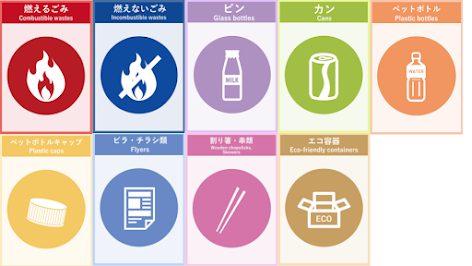 燃えるごみ
Combustible wastes
燃えないごみ
Incombustible wastes
ビン
Glass bottles
MILK
カン
Cans
ペットボトル
Plastic bottles
WATER
ペットボトルキャップ
Plastic caps
ビラ・チラシ類
Flyers
割り箸・串類
Wooden chopsticks,
Skewers
エコ容器
Eco-friendly containers
ECO